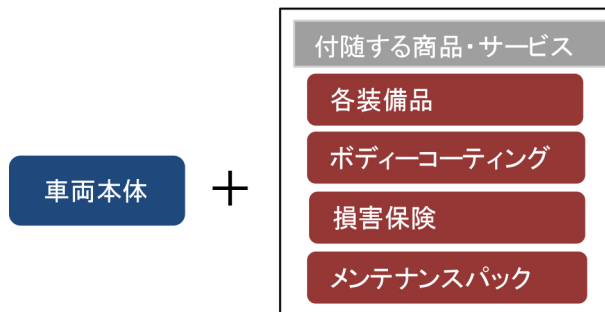 車両本体
+
付随する商品・サービス
各装備品
ボディーコーティング
損害保険
メンテナンスパック